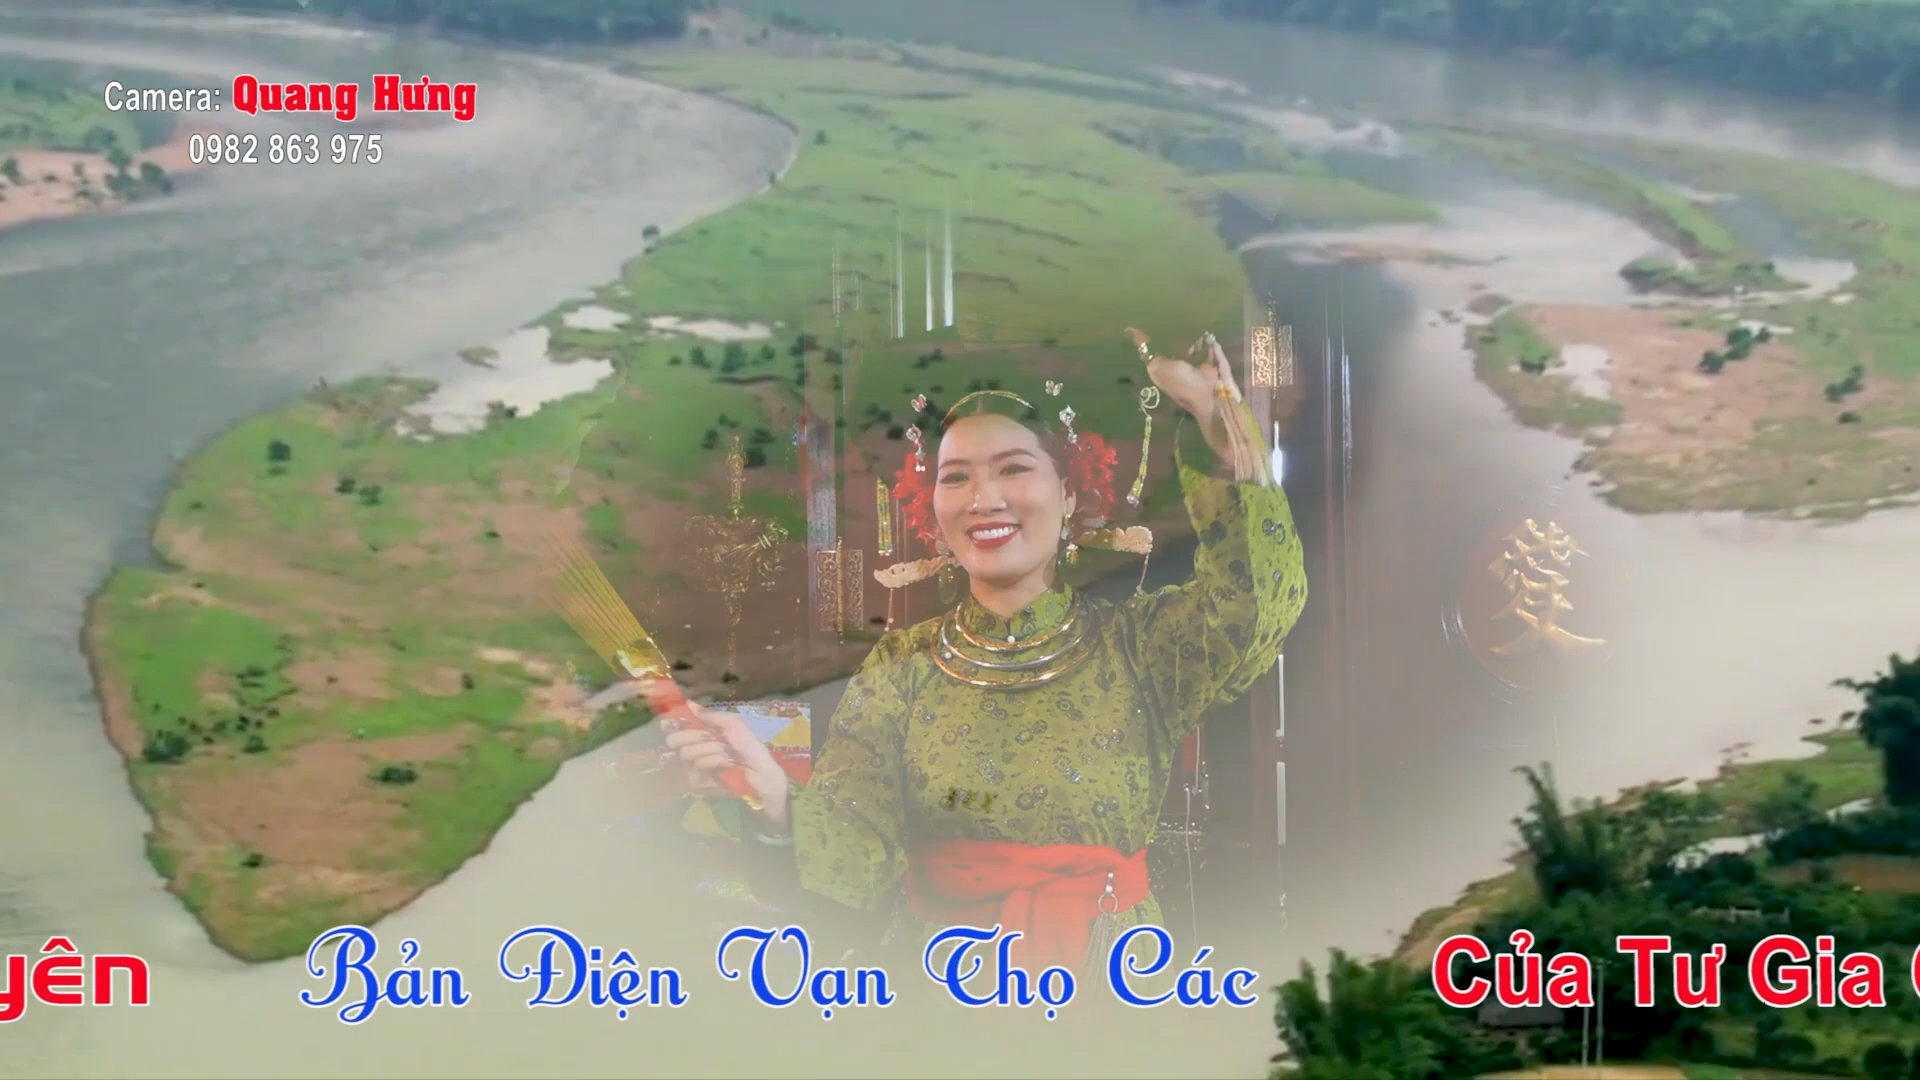 Camera: Quang Hưng
0982 863 975
yên Bản Điện Vạn Thọ Các Của Tư Gia